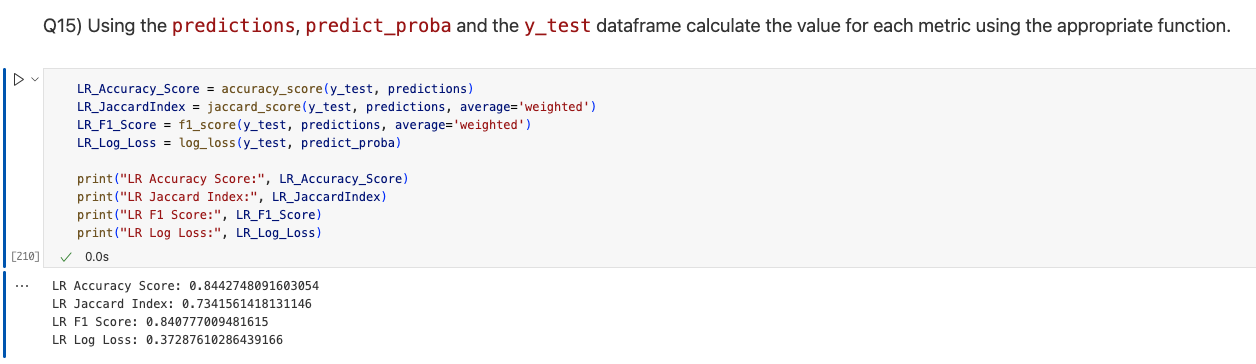 Q15) Using the predictions, predict_proba and the y_test dataframe calculate the value for each metric using the appropriate function.
LR_Accuracy_Score = accuracy_score(y_test, predictions)
LR_JaccardIndex = jaccard_score(y_test, predictions, average='weighted')
LR_F1_Score = f1_score(y_test, predictions, average='weighted')
LR_Log_Loss = log_loss(y_test, predict_proba)
print("LR Accuracy Score:", LR_Accuracy_Score)
print("LR Jaccard Index:", LR_JaccardIndex)
print("LR F1 Score:", LR_F1_Score)
print("LR Log Loss:", LR_Log_Loss)
[210] ✓ 0.0s
... LR Accuracy Score: 0.8442748091603054
LR Jaccard Index: 0.7341561418131146
LR F1 Score: 0.840777009481615
LR Log Loss: 0.37287610286439166